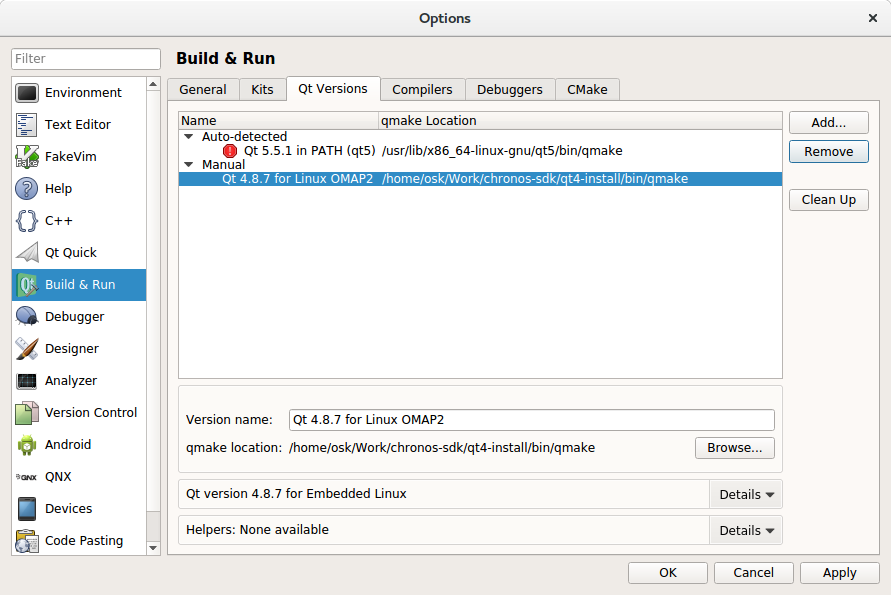 Options
Filter
Build & Run
Environment
Text Editor
FakeVim
Help
C++
Qt Quick
Build & Run
Debugger
Designer
Analyzer
Version Control
Android
QNX
Devices
Code Pasting
General Kits Qt Versions Compilers Debuggers CMake
Name qmake Location
Auto-detected
Qt 5.5.1 in PATH (qt5) /usr/lib/x86_64-linux-gnu/qt5/bin/qmake
Manual
Qt 4.8.7 for Linux OMAP2 /home/osk/Work/chronos-sdk/qt4-install/bin/qmake
Add...
Remove
Clean Up
Version name: Qt 4.8.7 for Linux OMAP2
qmake location: /home/osk/Work/chronos-sdk/qt4-install/bin/qmake Browse...
Qt version 4.8.7 for Embedded Linux Details
Helpers: None available Details
OK Cancel Apply